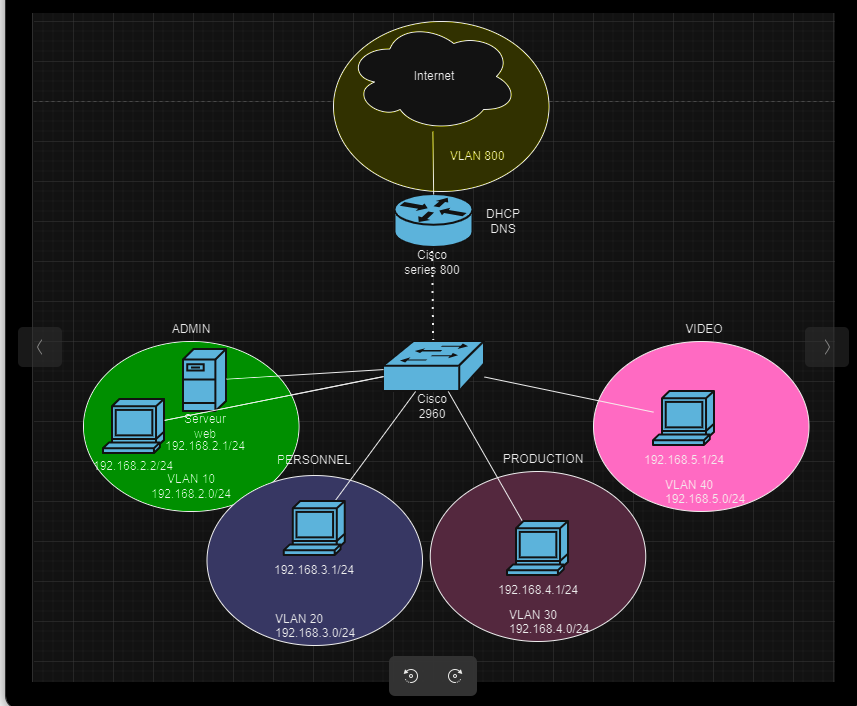 Internet
VLAN 800
DHCP
DNS
Cisco
series 800
ADMIN
VIDEO
Cisco
2960
Serveur
web
192.168.2.1/24
192.168.2.2/24
VLAN 10
192.168.2.0/24
PERSONNEL
PRODUCTION
192.168.5.1/24
VLAN 40
192.168.5.0/24
192.168.3.1/24
VLAN 20
192.168.3.0/24
192.168.4.1/24
VLAN 30
192.168.4.0/24